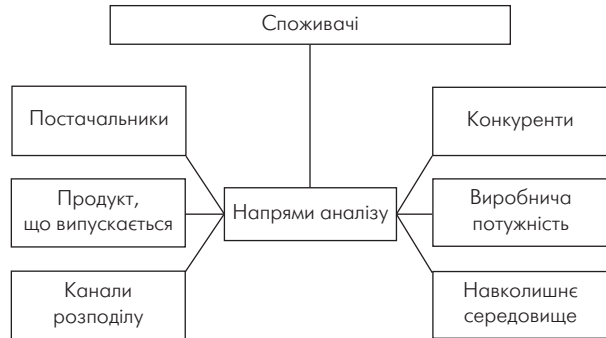 Споживачі
Постачальники
Конкуренти
Продукт,
що випускається
Напрями аналізу
Виробнича
потужність
Канали
розподілу
Навколишнє
середовище